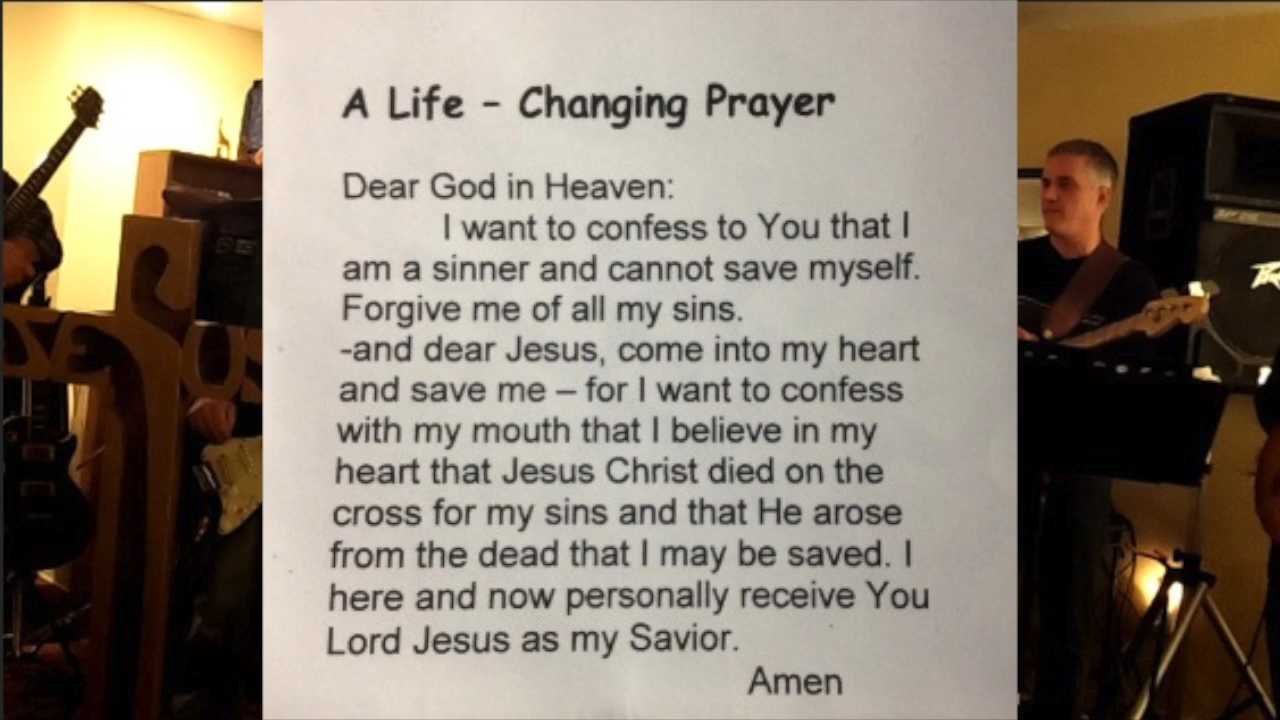 A Life – Changing Prayer
Dear God in Heaven:
I want to confess to You that I
am a sinner and cannot save myself.
Forgive me of all my sins.
-and dear Jesus, come into my heart
and save me – for I want to confess
with my mouth that I believe in my
heart that Jesus Christ died on the
cross for my sins and that He arose
from the dead that I may be saved. I
here and now personally receive You
Lord Jesus as my Savior.
Amen
Jesus